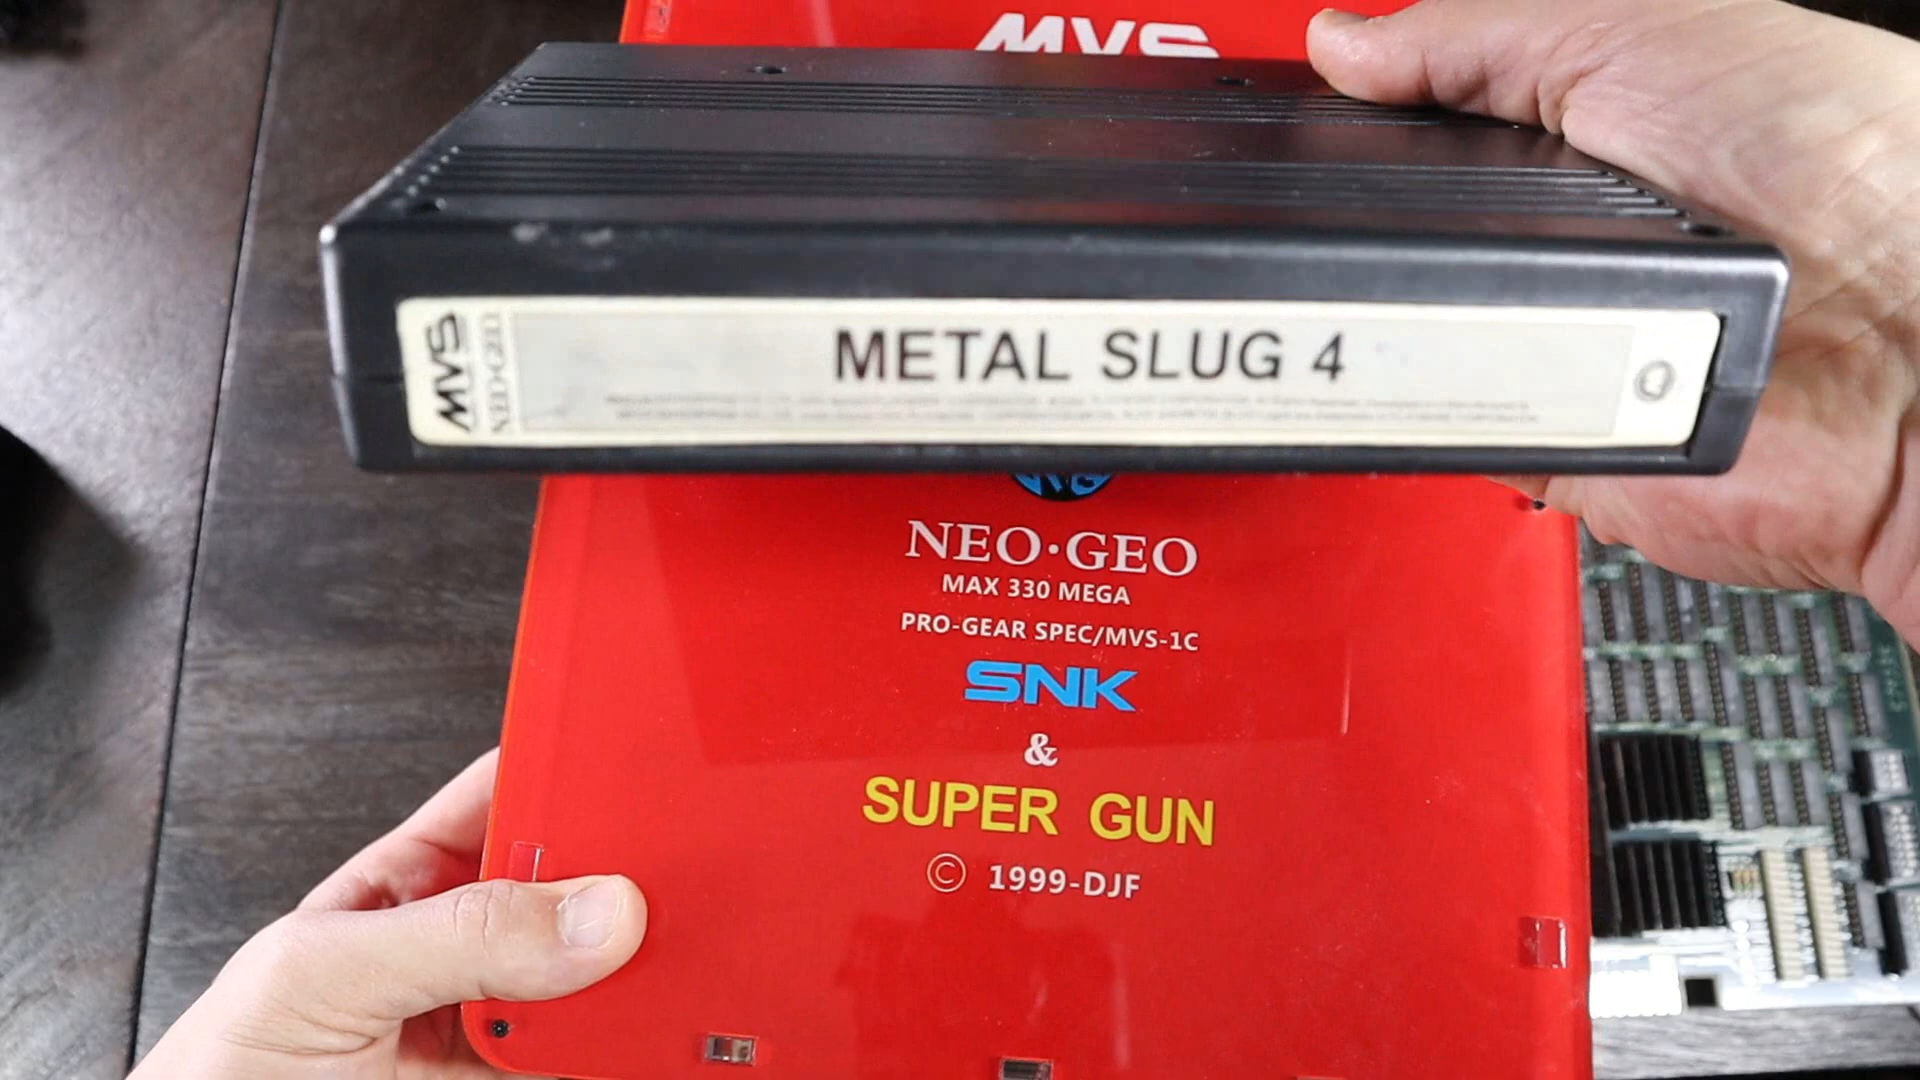 MVS
MVS
NEO·GEO
METAL SLUG 4
NEO·GEO
MAX 330 MEGA
PRO-GEAR SPEC/MVS-1C
SNK
&
SUPER GUN
© 1999-DJF